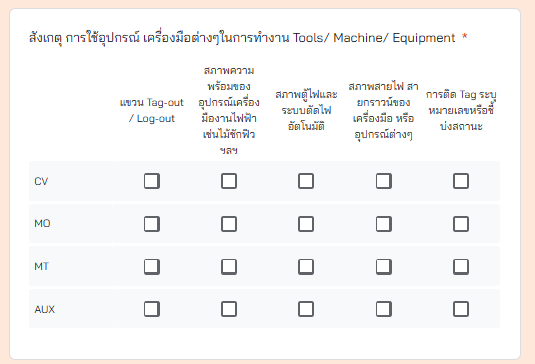 สังเกตุ การใช้อุปกรณ์ เครื่องมือต่างๆในการทำงาน Tools/ Machine/ Equipment *
แขวน Tag-out
/ Log-out
สภาพความ
พร้อมของ
อุปกรณ์เครื่อง
มืองานไฟฟ้า
เช่นไม้ชักฟิว
ฯลฯ
สภาพตู้ไฟและ
ระบบตัดไฟ
อัตโนมัติ
สภาพสายไฟ สา
ยกราวน์ของ
เครื่องมือ หรือ
อุปกรณ์ต่างๆ
การติด Tag ระบุ
หมายเลขหรือชี้
บ่งสถานะ
CV
MO
MT
AUX